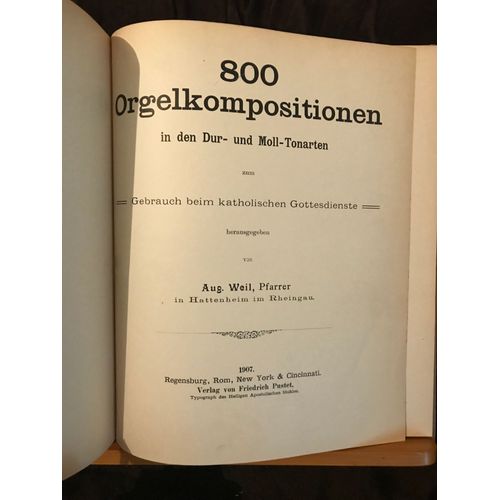 800
Orgelkompositionen
in den Dur- und Moll-Tonarten
zum
Gebrauch beim katholischen Gottesdienste
herausgegeben
von
Aug. Weil, Pfarrer
in Hattenheim im Rheingau.
1907.
Regensburg, Rom, New York & Cincinnati.
Verlag von Friedrich Pustet.
Typograph des Heiligen Apostolischen Stuhles.